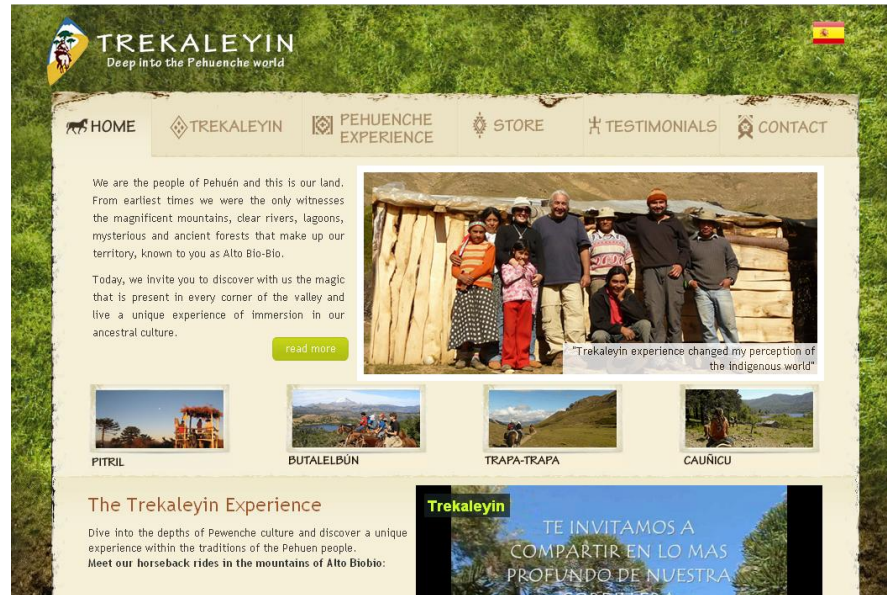 TREKALEYIN
Deep into the Pehuenche world
HOME
TREKALEYIN
PEHUENCHE
EXPERIENCE
STORE
TESTIMONIALS
CONTACT
We are the people of Pehuén and this is our land.
From earliest times we were the only witnesses
the magnificent mountains, clear rivers, lagoons,
mysterious and ancient forests that make up our
territory, known to you as Alto Bio-Bio.
Today, we invite you to discover with us the magic
that is present in every corner of the valley and
live a unique experience of immersion in our
ancestral culture.
read more
"Trekaleyin experience changed my perception of
the indigenous world"
PITRIL
BUTALELBÚN
TRAPA-TRAPA
CAUÑICU
The Trekaleyin Experience
Dive into the depths of Pewenche culture and discover a unique
experience within the traditions of the Pehuen people.
Meet our horseback rides in the mountains of Alto Biobio:
Trekaleyin
TE INVITAMOS A
COMPARTIR EN LO MAS
PROFUNDO DE NUESTRA